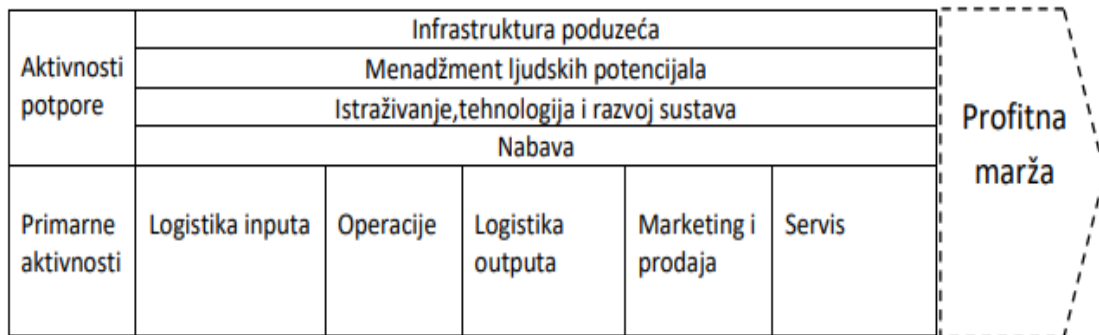 Aktivnosti
potpore
Infrastruktura poduzeća
Menadžment ljudskih potencijala
Istraživanje,tehnologija i razvoj sustava
Nabava
Primarne
aktivnosti
Logistika inputa
Operacije
Logistika
outputa
Marketing i
prodaja
Servis
Profitna
marža